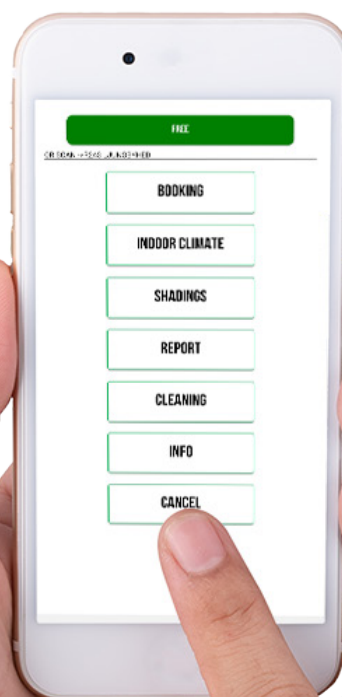 FREE
BOOKING
INDOOR CLIMATE
SHADINGS
REPORT
CLEANING
INFO
CANCEL